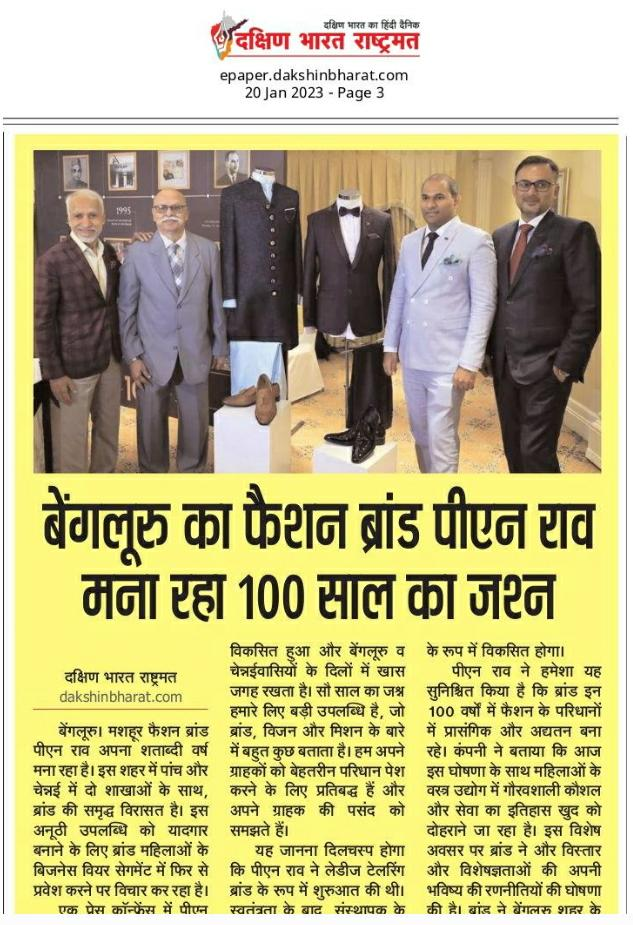 दक्षिण भारत का हिंदी दैनिक
दक्षिण भारत राष्ट्रमत
epaper.dakshinbharat.com
20 Jan 2023 - Page 3
1995
बेंगलूरु का फैशन ब्रांड पीएन राव
मना रहा 100 साल का जश्न
दक्षिण भारत राष्ट्रमत
dakshinbharat.com
बेंगलूरु। मशहूर फैशन ब्रांड
पीएन राव अपना शताब्दी वर्ष
मना रहा है। इस शहर में पांच और
चेन्नई में दो शाखाओं के साथ,
ब्रांड की समृद्ध विरासत है। इस
अनूठी उपलब्धि को यादगार
बनाने के लिए ब्रांड महिलाओं के
बिजनेस वियर सेगमेंट में फिर से
प्रवेश करने पर विचार कर रहा है।
एक प्रेस कॉन्फ्रेंस में पीएन
विकसित हुआ और बेंगलूरु व
चेन्नईवासियों के दिलों में खास
जगह रखता है। सौ साल का जश्न
हमारे लिए बड़ी उपलब्धि है, जो
ब्रांड, विजन और मिशन के बारे
में बहुत कुछ बताता है। हम अपने
ग्राहकों को बेहतरीन परिधान पेश
करने के लिए प्रतिबद्ध हैं और
अपने ग्राहक की पसंद को
समझते हैं।
यह जानना दिलचस्प होगा
कि पीएन राव ने लेडीज टेलरिंग
ब्रांड के रूप में शुरुआत की थी।
स्वतंत्रता के बाद, संस्थापक के
के रूप में विकसित होगा।
पीएन राव ने हमेशा यह
सुनिश्चित किया है कि ब्रांड इन
100 वर्षों में फैशन के परिधानों
में प्रासंगिक और अद्यतन बना
रहे। कंपनी ने बताया कि आज
इस घोषणा के साथ महिलाओं के
वस्त्र उद्योग में गौरवशाली कौशल
और सेवा का इतिहास खुद को
दोहराने जा रहा है। इस विशेष
अवसर पर ब्रांड ने और विस्तार
और विशेषज्ञताओं की अपनी
भविष्य की रणनीतियों की घोषणा
की है। ब्रांड ने बेंगलूरु शहर के